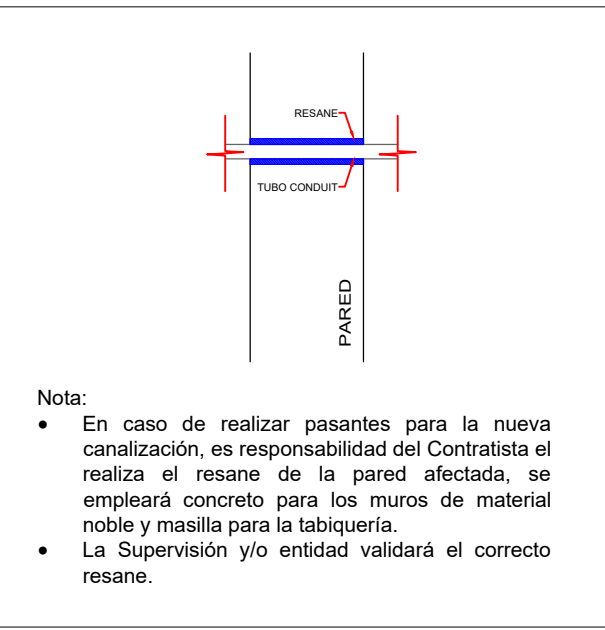 RESANE
TUBO CONDUIT
PARED
Nota:
• En caso de realizar pasantes para la nueva
canalización, es responsabilidad del Contratista el
realiza el resane de la pared afectada, se
empleará concreto para los muros de material
noble y masilla para la tabiquería.
• La Supervisión y/o entidad validará el correcto
resane.